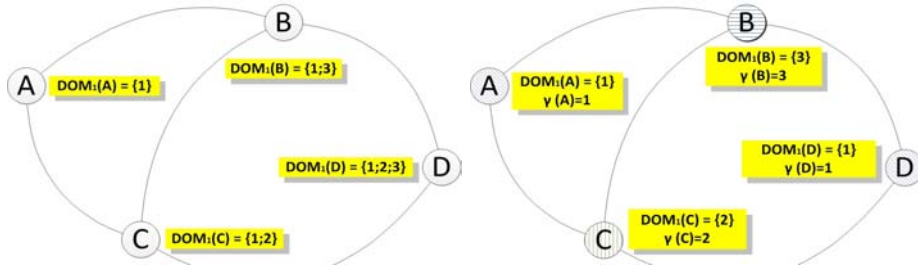 B
DOM₁(B) = {1;3}
A
DOM₁(A) = {1}
DOM₁(D) = {1;2;3}
D
C
DOM₁(C) = {1;2}
B
DOM₁(B) = {3}
γ (B)=3
A
DOM₁(A) = {1}
γ (A)=1
DOM₁(D) = {1}
γ (D)=1
D
C
DOM₁(C) = {2}
γ (C)=2